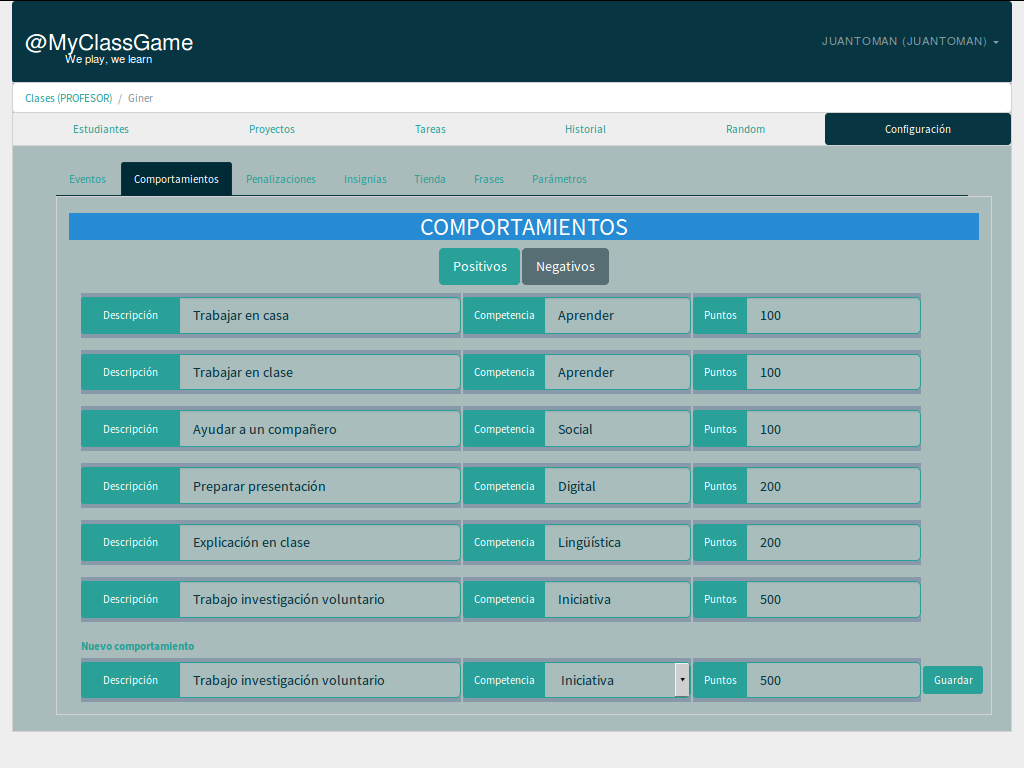 @MyClassGame
We play, we learn
JUANTOMAN (JUANTOMAN)
Clases (PROFESOR) / Giner
Estudiantes Proyectos Tareas Historial Random Configuración
Eventos Comportamientos Penalizaciones Insignias Tienda Frases Parámetros
COMPORTAMIENTOS
Positivos Negativos
Descripción Trabajar en casa Competencia Aprender Puntos 100
Descripción Trabajar en clase Competencia Aprender Puntos 100
Descripción Ayudar a un compañero Competencia Social Puntos 100
Descripción Preparar presentación Competencia Digital Puntos 200
Descripción Explicación en clase Competencia Lingüística Puntos 200
Descripción Trabajo investigación voluntario Competencia Iniciativa Puntos 500
Nuevo comportamiento
Descripción Trabajo investigación voluntario Competencia Iniciativa Puntos 500 Guardar